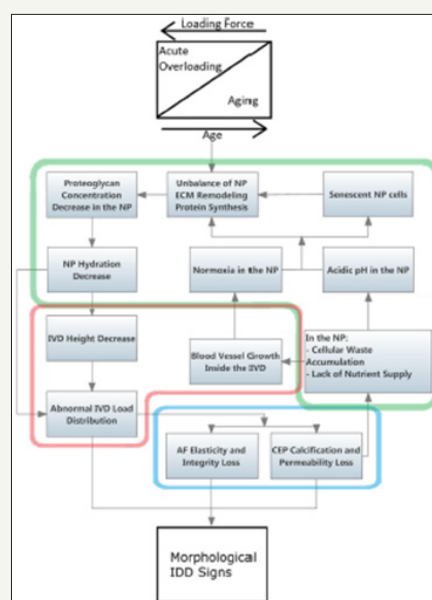 Loading Force
Acute
Overloading
Aging
Age
Proteoglycan
Concentration
Decrease in the NP
Unbalance of NP
ECM Remodeling
Protein Synthesis
Senescent NP cells
NP Hydration
Decrease
Normoxia in the NP
Acidic pH in the NP
IVD Height Decrease
Blood Vessel Growth
Inside the IVD
In the NP:
- Cellular Waste
Accumulation
- Lack of Nutrient Supply
Abnormal IVD Load
Distribution
AF Elasticity and
Integrity Loss
CEP Calcification and
Permeability Loss
Morphological
IDD Signs